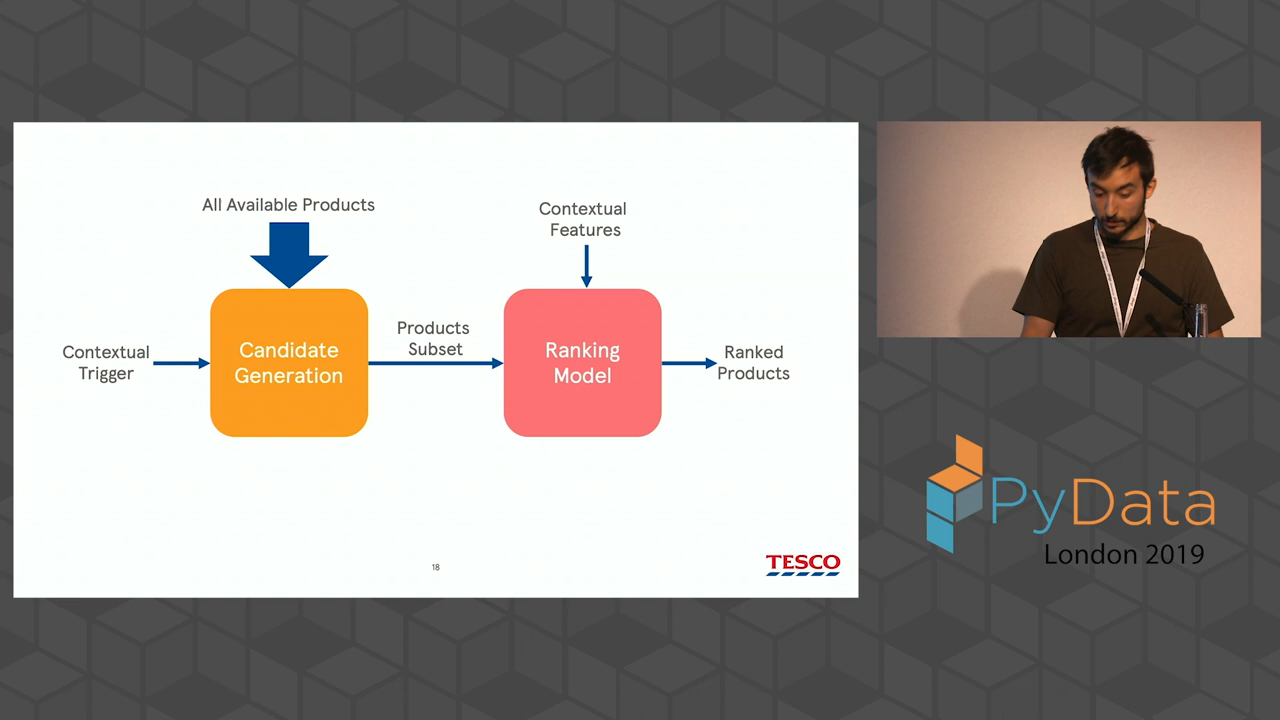 All Available Products
Contextual
Features
Contextual
Trigger
Candidate
Generation
Products
Subset
Ranking
Model
Ranked
Products
18
TESCO
PyData
London 2019